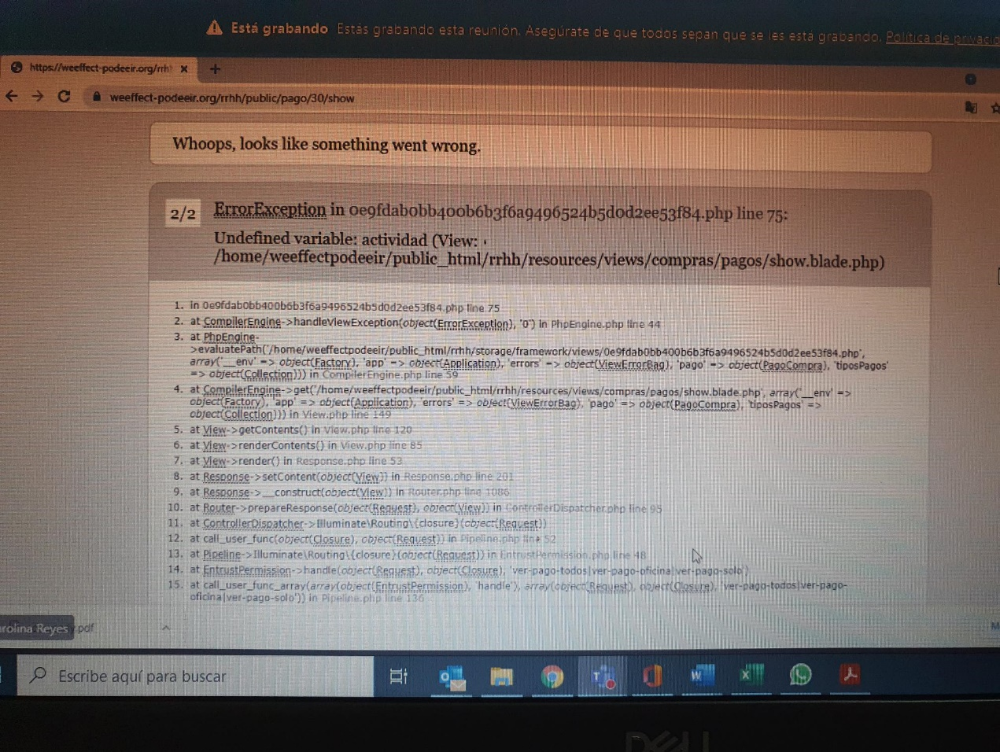 Está grabando Estás grabando esta reunión. Asegúrate de que todos sepan que se les está grabando. Política de
https://weeffect-podeeir.org/rrh
weeffect-podeeir.org/rrhh/public/pago/30/show
Whoops, looks like something went wrong.
2/2
ErrorException in 0e9fdab0bb400b6b3f6a9496524b5d0d2ee53f84.php line 75:
Undefined variable: actividad (View:
/home/weeffectpodeeir/public_html/rrhh/resources/views/compras/pagos/show.blade.php)
1. in 0e9fdab0bb400b6b3f6a9496524b5d0d2ee53f84.php line 75
2. at CompilerEngine->handleViewException(object(ErrorException), '0') in PhpEngine.php line 44
3. at PhpEngine-
>evaluatePath('/home/weeffectpodeeir/public_html/rrhh/storage/framework/views/0e9fdab0bb400b6b3f6a9496524b5d0d2ee53f84.php',
array('__env' => object(Factory), 'app' => object(Application), 'errors' => object(ViewErrorBag), 'pago' => object(PagoCompra), 'tiposPagos'
=> object(Collection))) in CompilerEngine.php line 59
4. at CompilerEngine->get('/home/weeffectpodeeir/public_html/rrhh/resources/views/compras/pagos/show.blade.php', array('__env' =>
object(Factory), 'app' => object(Application), 'errors' => object(ViewErrorBag), 'pago' => object(PagoCompra), 'tiposPagos' =>
object(Collection))) in View.php line 149
5. at View->getContents() in View.php line 120
6. at View->renderContents() in View.php line 85
7. at View->render() in Response.php line 53
8. at Response->setContent(object(View)) in Response.php line 201
9. at Response->__construct(object(View)) in Router.php line 1086
10. at Router->prepareResponse(object(Request), object(View)) in ControllerDispatcher.php line 95
11. at ControllerDispatcher->Illuminate\Routing\{closure}(object(Request))
12. at call_user_func(object(Closure), object(Request)) in Pipeline.php line 52
13. at Pipeline->Illuminate\Routing\{closure}(object(Request)) in EntrustPermission.php line 48
14. at EntrustPermission->handle(object(Request), object(Closure), 'ver-pago-todos|ver-pago-oficina|ver-pago-solo')
15. at call_user_func_array(array(object(EntrustPermission), 'handle'), array(object(Request), object(Closure), 'ver-pago-todos|ver-pago-
oficina|ver-pago-solo')) in Pipeline.php line 136
rolina Reyes .pdf
Escribe aquí para buscar
DELL